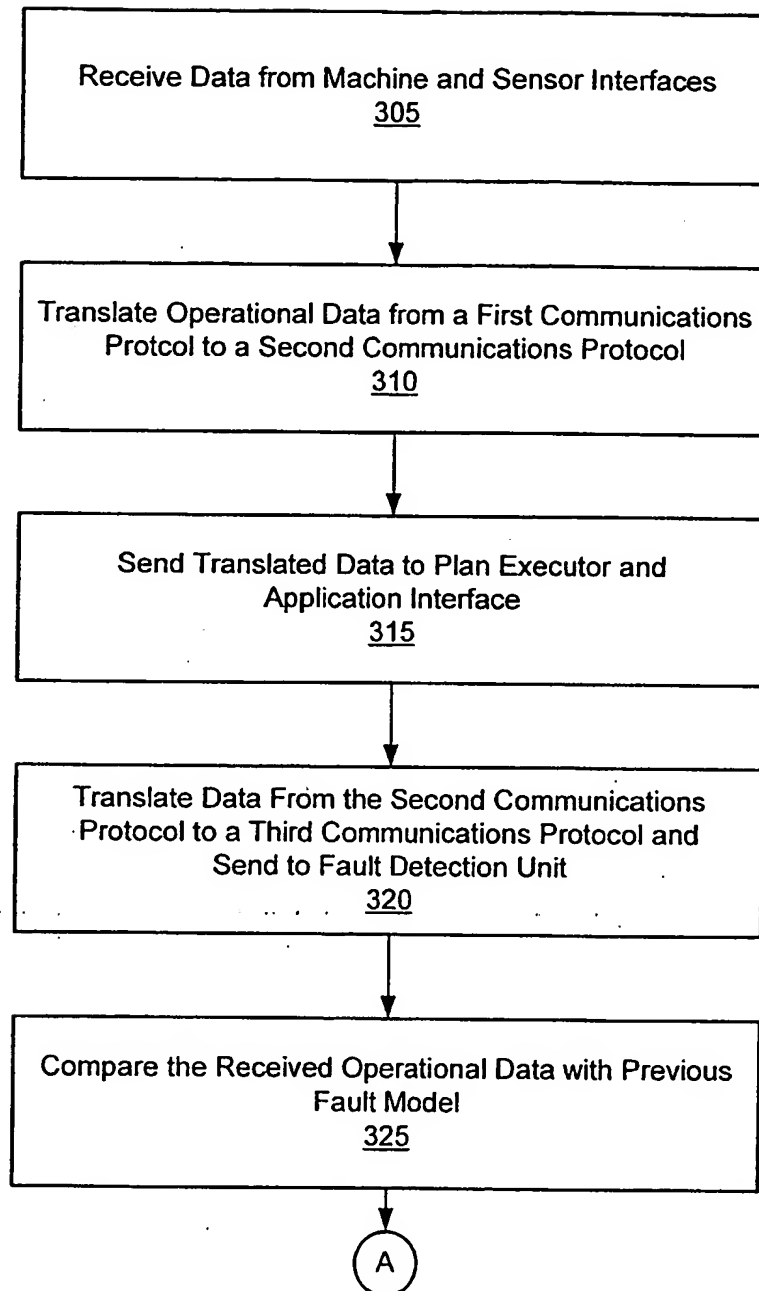 Receive Data from Machine and Sensor Interfaces
305
Translate Operational Data from a First Communications
Protcol to a Second Communications Protocol
310
Send Translated Data to Plan Executor and
Application Interface
315
Translate Data From the Second Communications
Protocol to a Third Communications Protocol and
Send to Fault Detection Unit
320
Compare the Received Operational Data with Previous
Fault Model
325
A